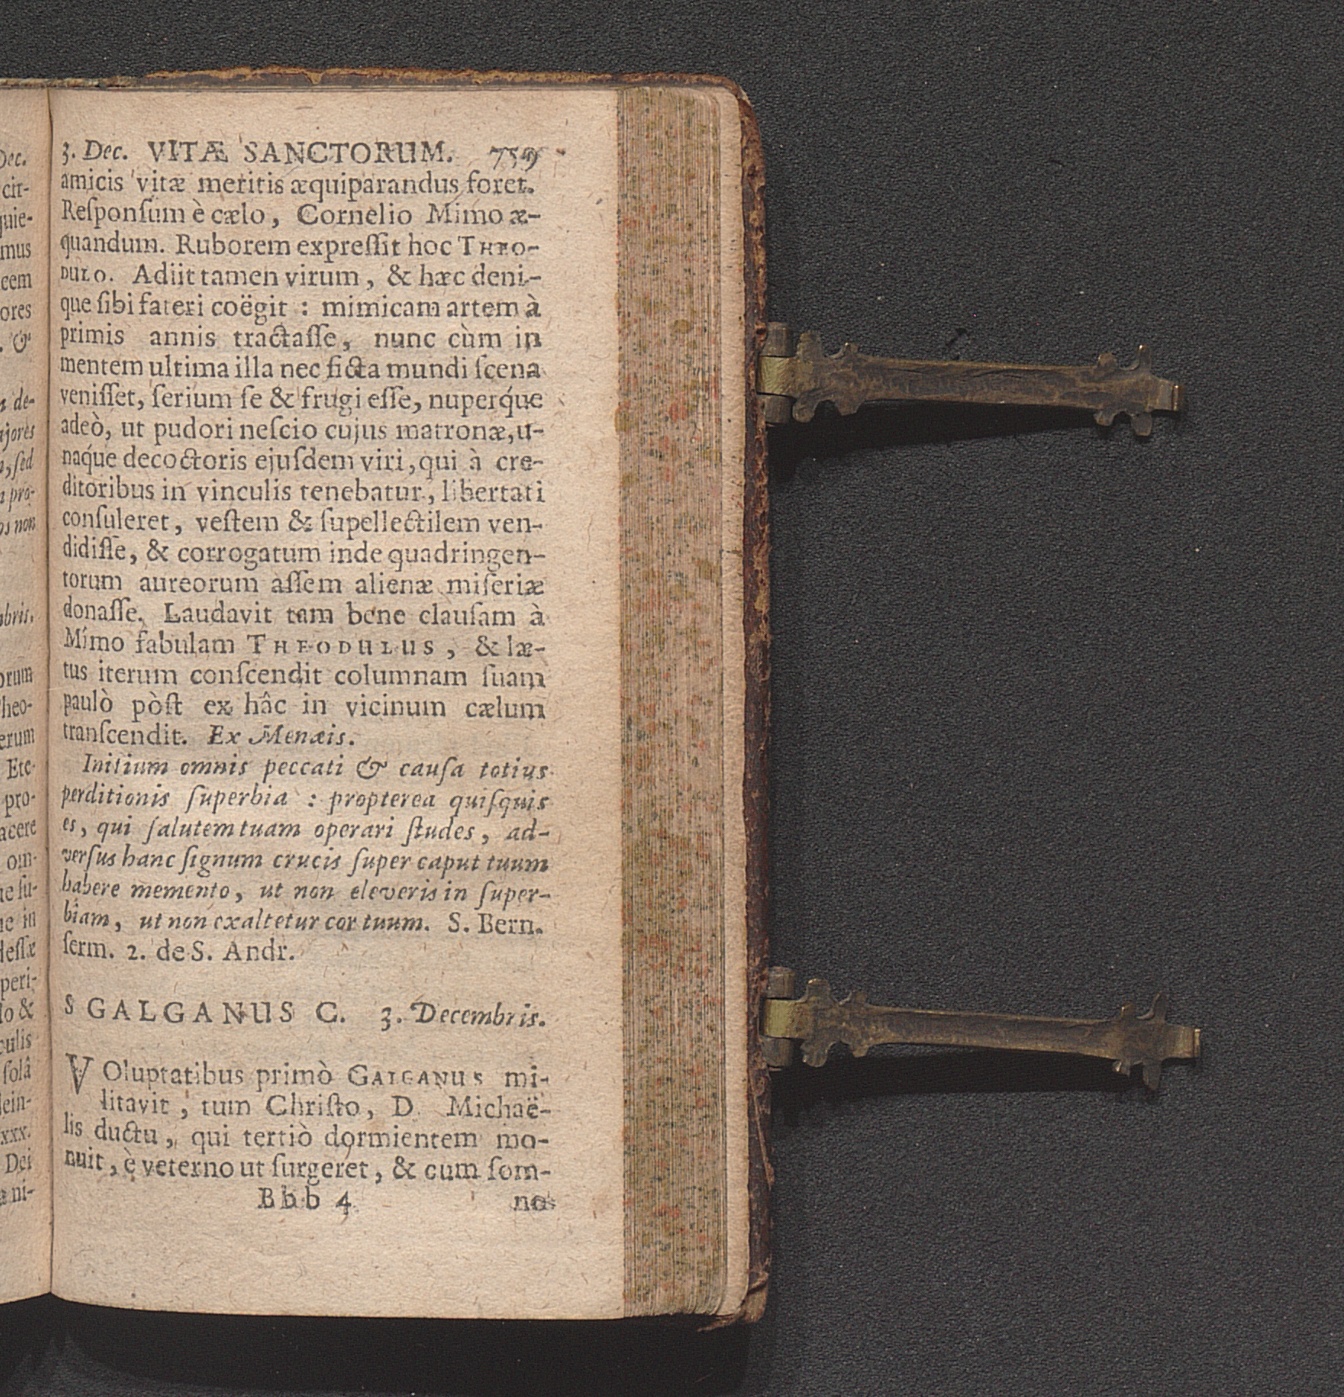 3. Dec. VITÆ SANCTORUM. 759
amicis vitæ meritis æquiparandus foret.
Reſponſum è cælo, Cornelio Mimo æ-
quandum. Ruborem expreſſit hoc THEO-
DULO. Adiit tamen virum, & hæc deni-
que ſibi fateri coëgit : mimicam artem à
primis annis tractaſſe, nunc cùm in
mentem ultima illa nec ficta mundi ſcena
veniſſet, ſerium ſe & frugi eſſe, nuperq́ue
adeò, ut pudori neſcio cujus matronæ, u-
naq́ue decoctoris ejuſdem viri, qui à cre-
ditoribus in vinculis tenebatur, libertati
conſuleret, veſtem & ſupellectilem ven-
didiſſe, & corrogatum inde quadringen-
torum aureorum aſſem alienæ miſeriæ
donaſſe. Laudavit tam bene clauſam à
Mimo fabulam THEODULUS, & læ-
tus iterum conſcendit columnam ſuam
paulò pòſt ex hâc in vicinum cælum
tranſcendit. Ex Menæis.
Initium omnis peccati & cauſa totius
perditionis ſuperbia : propterea quiſquis
es, qui ſalutem tuam operari ſtudes, ad-
verſus hanc ſignum crucis ſuper caput tuum
habere memento, ut non eleveris in ſuper-
biam, ut non exaltetur cor tuum. S. Bern.
ſerm. 2. de S. Andr.
S GALGANUS C. 3. Decembris.
VOluptatibus primò GALGANUS mi-
litavit, tum Chriſto, D. Michaë-
lis ductu, qui tertiò dormientem mo-
nuit, è veterno ut ſurgeret, & cum ſom-
Bbb 4 no